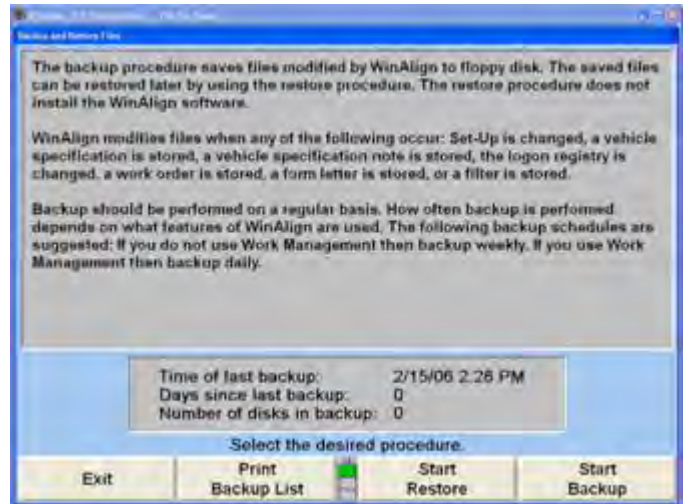 Backup and Restore Files
The backup procedure saves files modified by WinAlign to floppy disk. The saved files
can be restored later by using the restore procedure. The restore procedure does not
install the WinAlign software.
WinAlign modifies files when any of the following occur: Set-Up is changed, a vehicle
specification is stored, a vehicle specification note is stored, the logon registry is
changed, a work order is stored, a form letter is stored, or a filter is stored.
Backup should be performed on a regular basis. How often backup is performed
depends on what features of WinAlign are used. The following backup schedules are
suggested: If you do not use Work Management then backup weekly. If you use Work
Management then backup daily.
Time of last backup: 2/15/06 2:26 PM
Days since last backup: 0
Number of disks in backup: 0
Select the desired procedure.
Exit
Print
Backup List
Start
Restore
Start
Backup